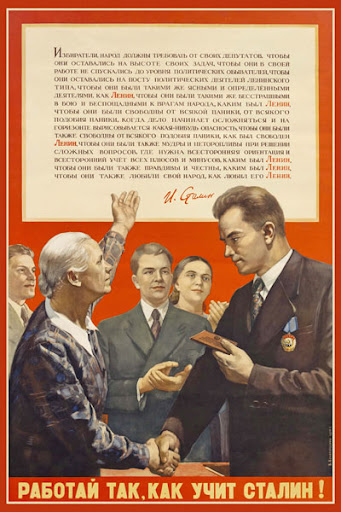 Избиратели, народ должны требовать от своих депутатов, чтобы
они оставались на высоте своих задач, чтобы они в своей
работе не спускались до уровня политических обывателей, чтобы
они оставались на посту политических деятелей ленинского
типа, чтобы они были такими же ясными и определёнными
деятелями, как Ленин, чтобы они были такими же бесстрашными
в бою и беспощадными к врагам народа, каким был Ленин,
чтобы они были свободны от всякой паники, от всякого
подобия паники, когда дело начинает осложняться и на
горизонте вырисовывается какая-нибудь опасность, чтобы они были
также свободны от всякого подобия паники, как был свободен
Ленин, чтобы они были также мудры и неторопливы при решении
сложных вопросов, где нужна всесторонняя ориентация и
всесторонний учет всех плюсов и минусов, каким был Ленин,
чтобы они были также правдивы и честны, каким был Ленин,
чтобы они также любили свой народ, как любил его Ленин.
И. Сталин
РАБОТАЙ ТАК, КАК УЧИТ СТАЛИН!